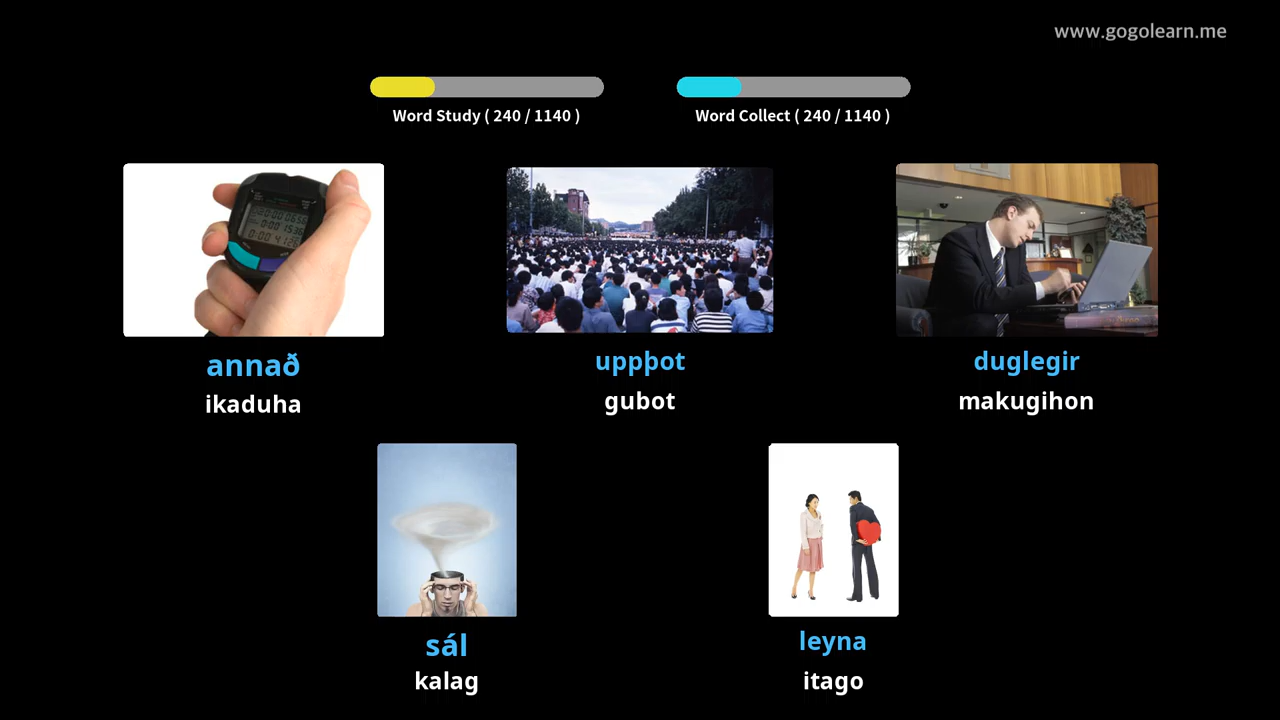 www.gogolearn.me
Word Study ( 240 / 1140 )
Word Collect ( 240 / 1140 )
annað
ikaduha
uppþot
gubot
duglegir
makugihon
sál
kalag
leyna
itago